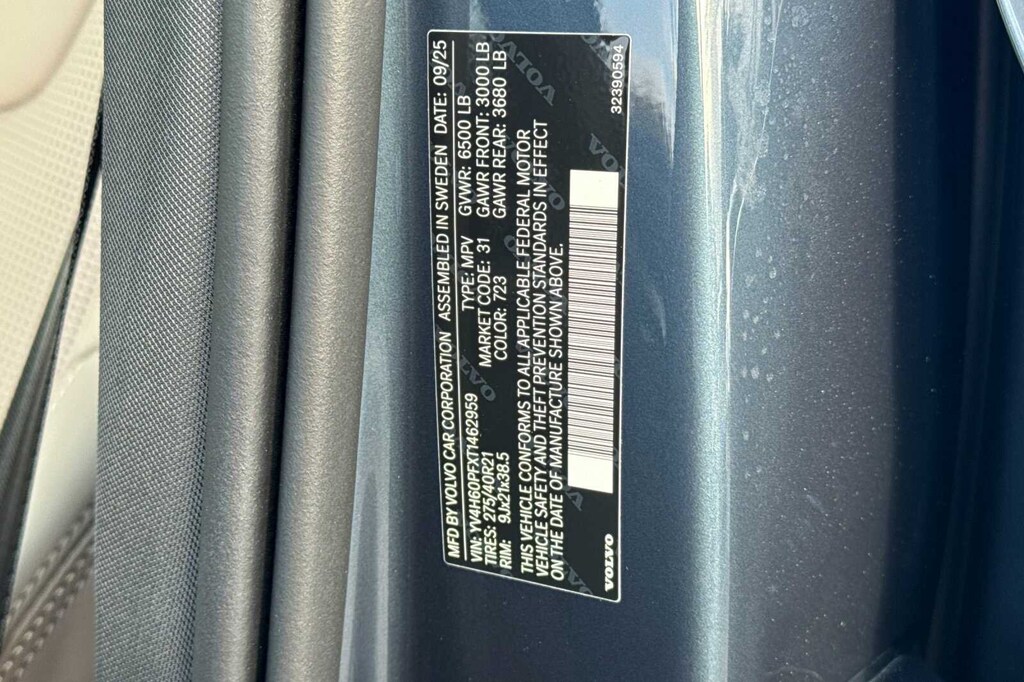 MFD BY VOLVO CAR CORPORATION ASSEMBLED IN SWEDEN DATE: 09/25
VIN: YV4H60PFXT1462959 TYPE: MPV GVWR: 6500 LB
TIRES: 275/40R21 MARKET CODE: 31 GAWR FRONT: 3000 LB
RIM: 9Jx21x38.5 COLOR: 723 GAWR REAR: 3680 LB
THIS VEHICLE CONFORMS TO ALL APPLICABLE FEDERAL MOTOR
VEHICLE SAFETY AND THEFT PREVENTION STANDARDS IN EFFECT
ON THE DATE OF MANUFACTURE SHOWN ABOVE.
VOLVO 32390594